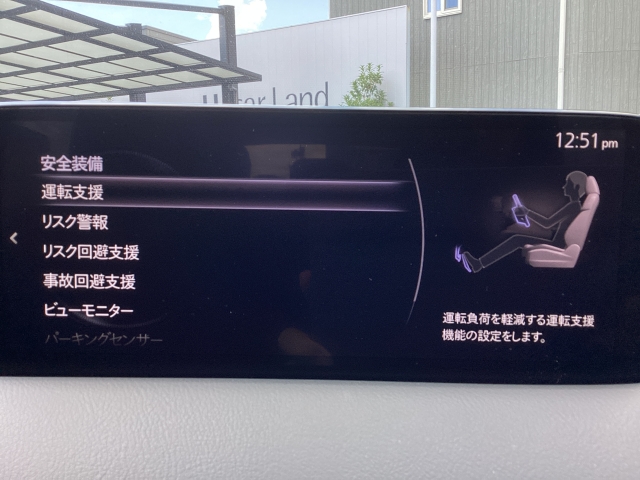 Land
12:51pm
安全装備
運転支援
リスク警報
リスク回避支援
事故回避支援
ビューモニター
パーキングセンサー
運転負荷を軽減する運転支援
機能の設定をします。